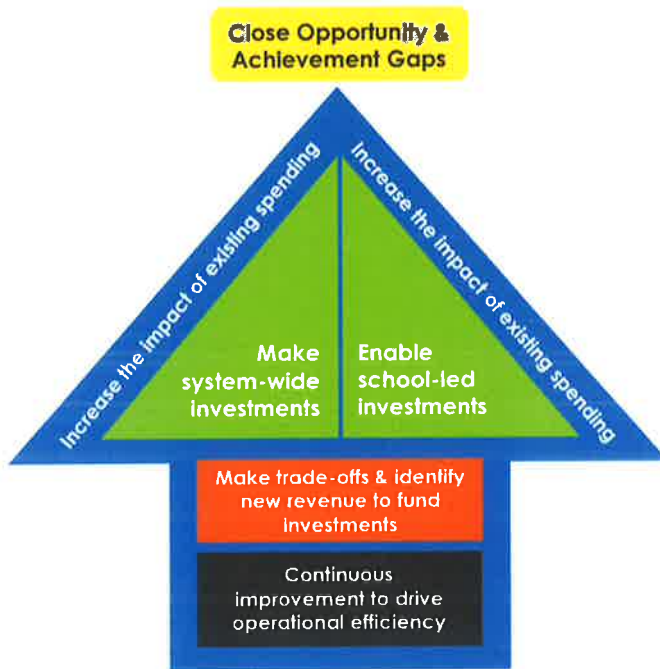 Close Opportunity &
Achievement Gaps
Increase the impact of existing spending
Increase the impact of existing spending
Make
system-wide
investments
Enable
school-led
investments
Make trade-offs & identify
new revenue to fund
investments
Continuous
improvement to drive
operational efficiency